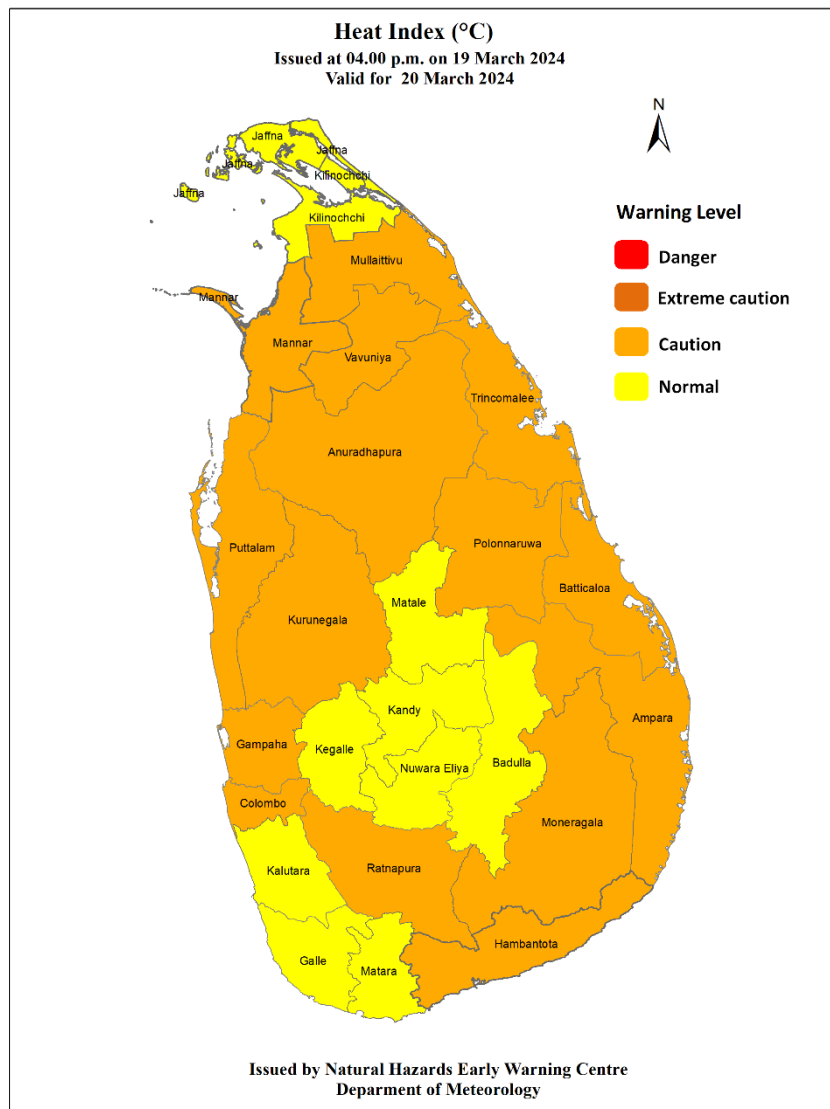 Heat Index (°C)
Issued at 04.00 p.m. on 19 March 2024
Valid for 20 March 2024
N
Warning Level
Danger
Extreme caution
Caution
Normal
Jaffna
Jaffna
Jaffna
Kilinochchi
Jaffna
Kilinochchi
Mullaittivu
Mannar
Mannar
Vavuniya
Trincomalee
Anuradhapura
Puttalam
Polonnaruwa
Batticaloa
Matale
Kurunegala
Kandy
Ampara
Gampaha
Kegalle
Nuwara Eliya
Badulla
Colombo
Moneragala
Kalutara
Ratnapura
Hambantota
Galle
Matara
Issued by Natural Hazards Early Warning Centre
Deparment of Meteorology